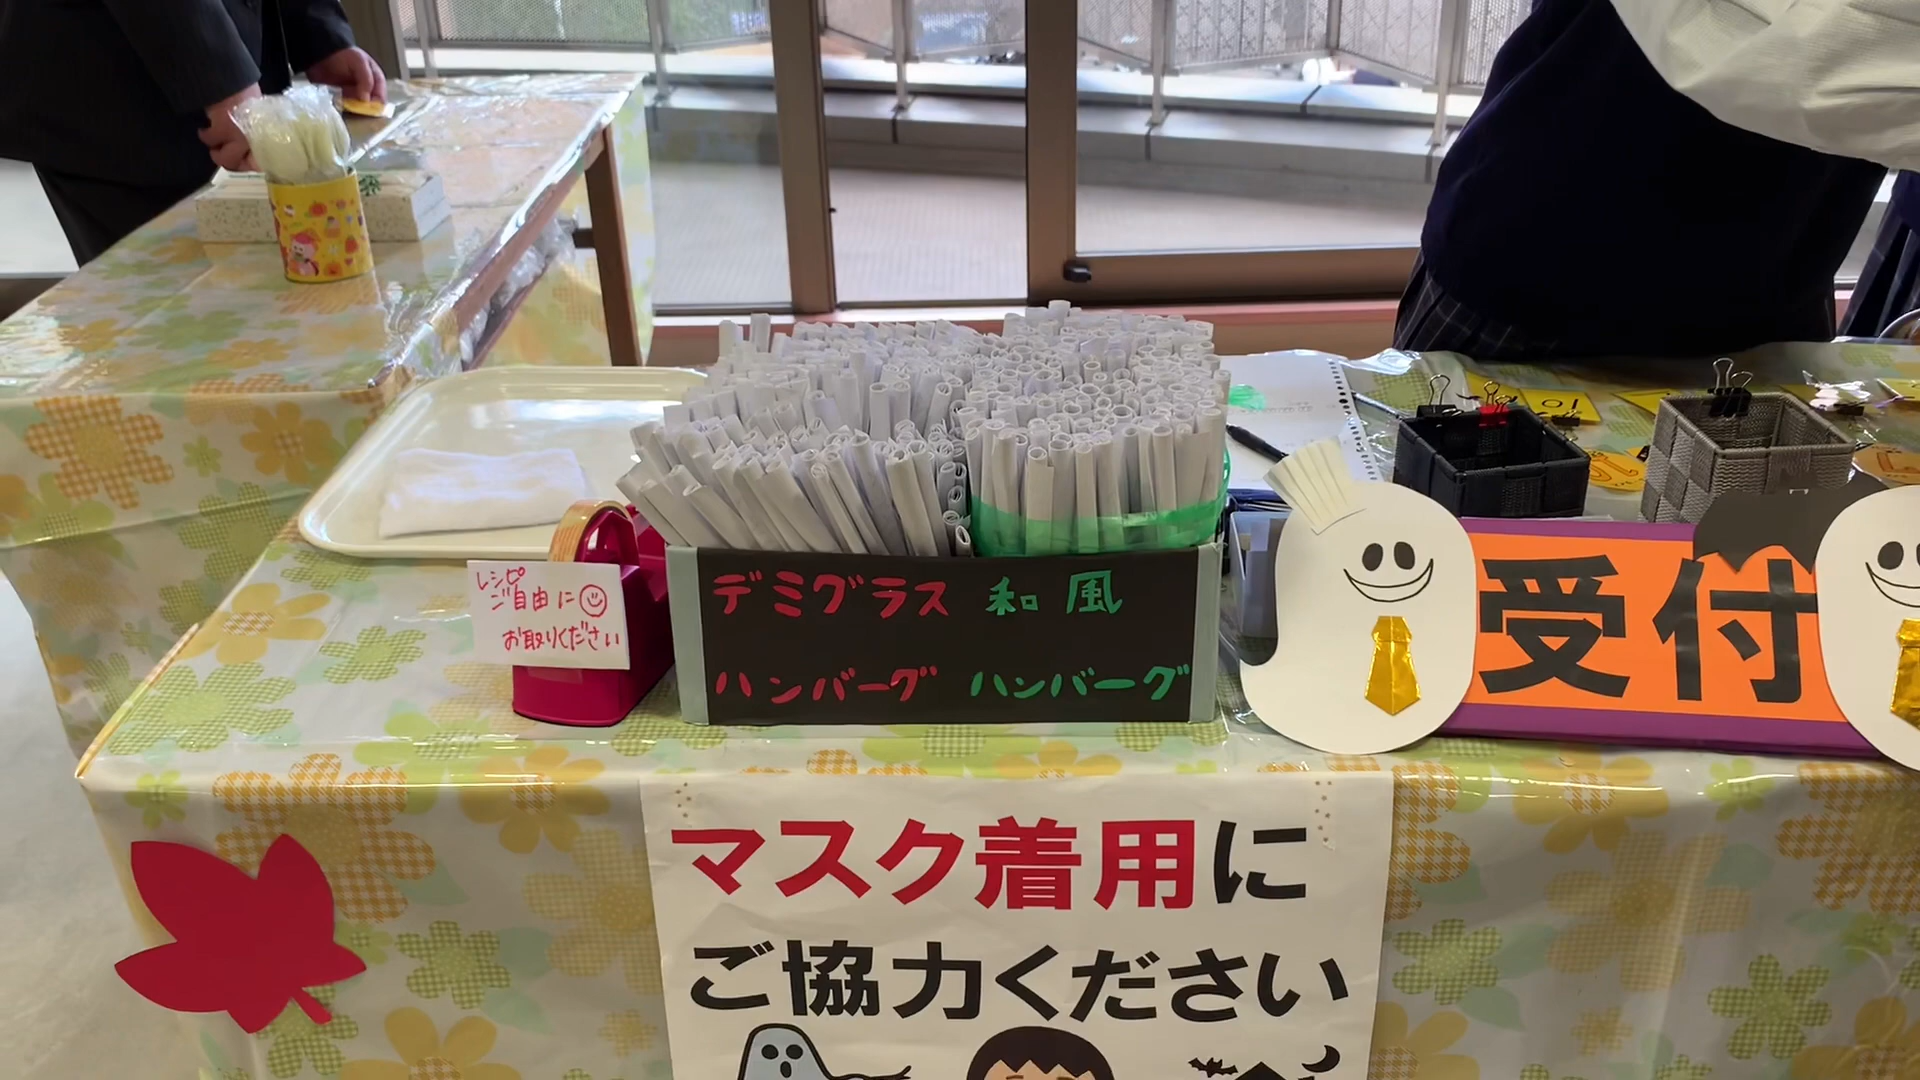 レシピ
ご自由に
お取りください
デミグラス 和風
ハンバーグ ハンバーグ
受付
マスク着用に
ご協力ください